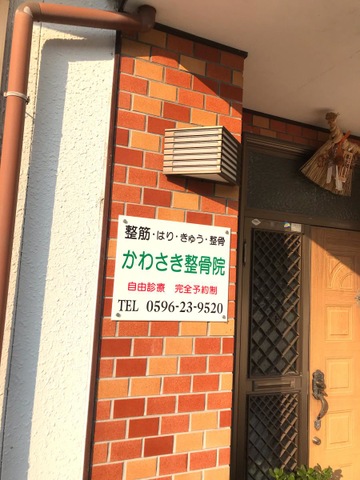 整筋・はり・きゅう・整骨
かわさき整骨院
自由診療 完全予約制
TEL 0596-23-9520